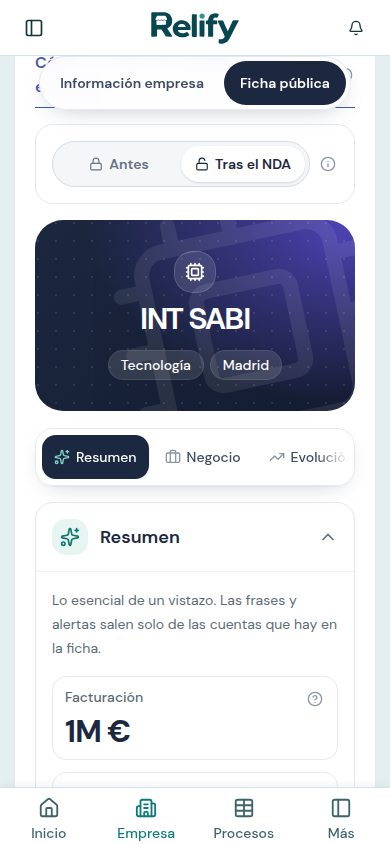 Relify
Información empresa
Ficha pública
Antes
Tras el NDA
INT SABI
Tecnología
Madrid
Resumen
Negocio
Resumen
Lo esencial de un vistazo. Las frases y
alertas salen solo de las cuentas que hay en
la ficha.
Facturación
1M €
Inicio
Empresa
Procesos
Más